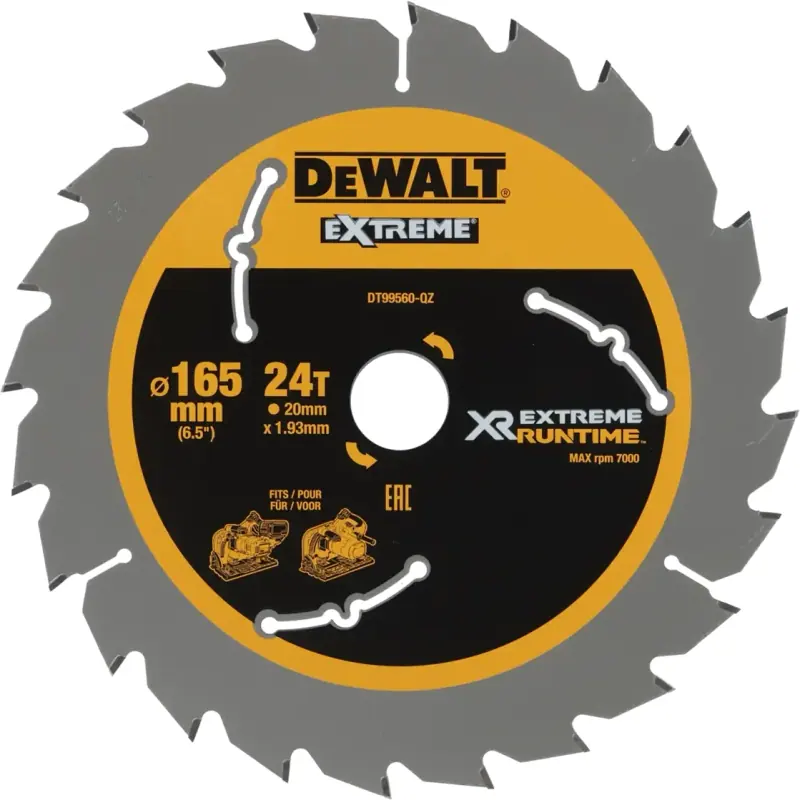 DEWALT®
EXTREME®
DT99560-QZ
ø165
mm
(6.5")
24T
● 20mm
x 1.93mm
XR EXTREME
RUNTIME™
MAX rpm 7000
FITS / POUR
FÜR / VOOR
EAC